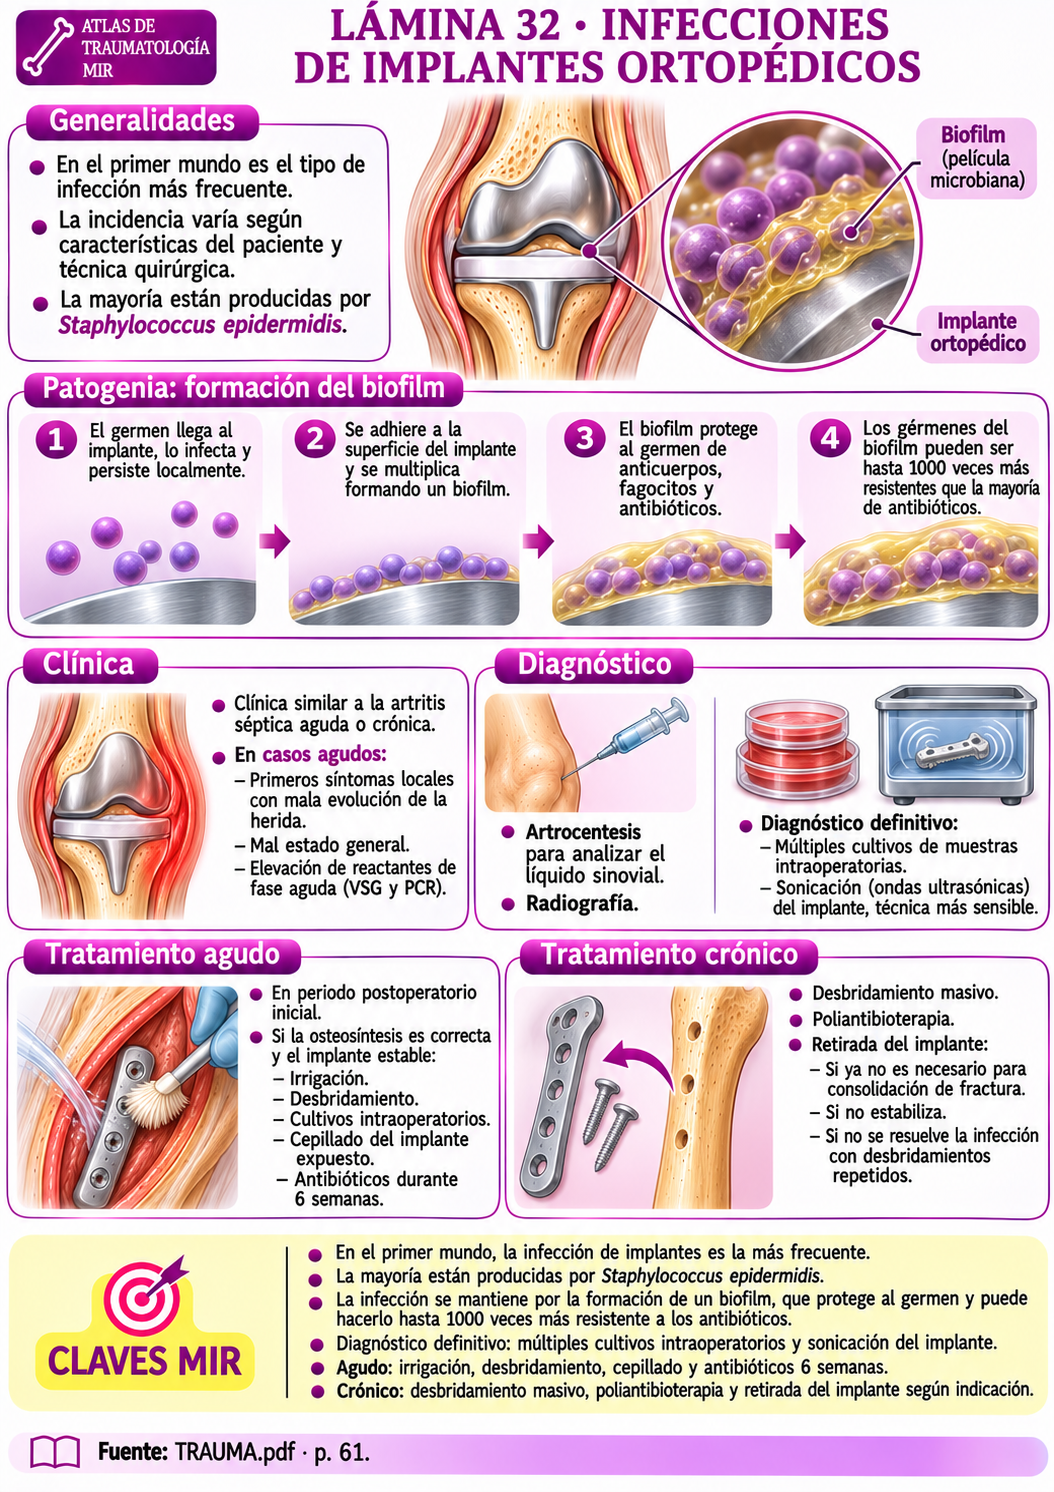 ATLAS DE
TRAUMATOLOGÍA
MIR
LÁMINA 32 • INFECCIONES
DE IMPLANTES ORTOPÉDICOS
Generalidades
En el primer mundo es el tipo de
infección más frecuente.
La incidencia varía según
características del paciente y
técnica quirúrgica.
La mayoría están producidas por
Staphylococcus epidermidis.
Biofilm
(película
microbiana)
Implante
ortopédico
Patogenia: formación del biofilm
1
El germen llega al
implante, lo infecta y
persiste localmente.
2
Se adhiere a la
superficie del implante
y se multiplica
formando un biofilm.
3
El biofilm protege
al germen de
anticuerpos,
fagocitos y
antibióticos.
4
Los gérmenes del
biofilm pueden ser
hasta 1000 veces más
resistentes que la mayoría
de antibióticos.
Clínica
Clínica similar a la artritis
séptica aguda o crónica.
En casos agudos:
– Primeros síntomas locales
con mala evolución de la
herida.
– Mal estado general.
– Elevación de reactantes de
fase aguda (VSG y PCR).
Diagnóstico
Artrocentesis
para analizar el
líquido sinovial.
Radiografía.
Diagnóstico definitivo:
– Múltiples cultivos de muestras
intraoperatorias.
– Sonicación (ondas ultrasónicas)
del implante, técnica más sensible.
Tratamiento agudo
En periodo postoperatorio
inicial.
Si la osteosíntesis es correcta
y el implante estable:
– Irrigación.
– Desbridamiento.
– Cultivos intraoperatorios.
– Cepillado del implante
expuesto.
– Antibióticos durante
6 semanas.
Tratamiento crónico
Desbridamiento masivo.
Poliantibioterapia.
Retirada del implante:
– Si ya no es necesario para
consolidación de fractura.
– Si no estabiliza.
– Si no se resuelve la infección
con desbridamientos
repetidos.
CLAVES MIR
En el primer mundo, la infección de implantes es la más frecuente.
La mayoría están producidas por Staphylococcus epidermidis.
La infección se mantiene por la formación de un biofilm, que protege al germen y puede
hacerlo hasta 1000 veces más resistente a los antibióticos.
Diagnóstico definitivo: múltiples cultivos intraoperatorios y sonicación del implante.
Agudo: irrigación, desbridamiento, cepillado y antibióticos 6 semanas.
Crónico: desbridamiento masivo, poliantibioterapia y retirada del implante según indicación.
Fuente: TRAUMA.pdf · p. 61.